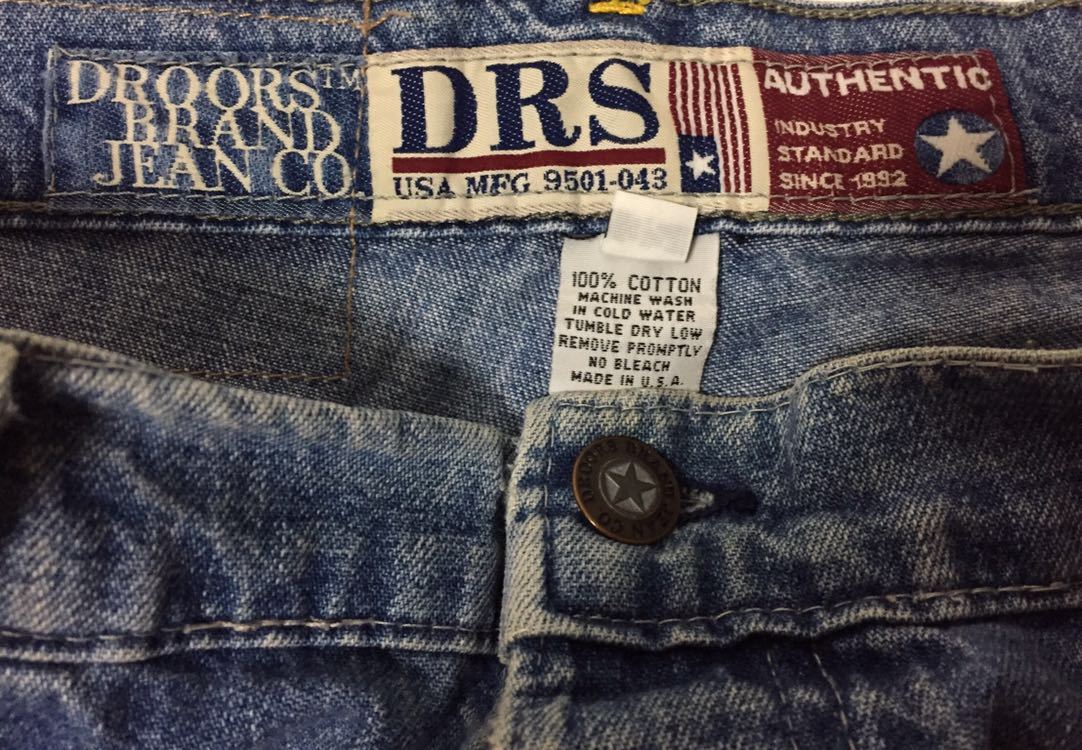 DROORS™
BRAND
JEAN CO.
DRS
USA MFG 9501-043
AUTHENTIC
INDUSTRY
STANDARD
SINCE 1992
100% COTTON
MACHINE WASH
IN COLD WATER
TUMBLE DRY LOW
REMOVE PROMPTLY
NO BLEACH
MADE IN U.S.A.
DROORS BRAND JEAN CO